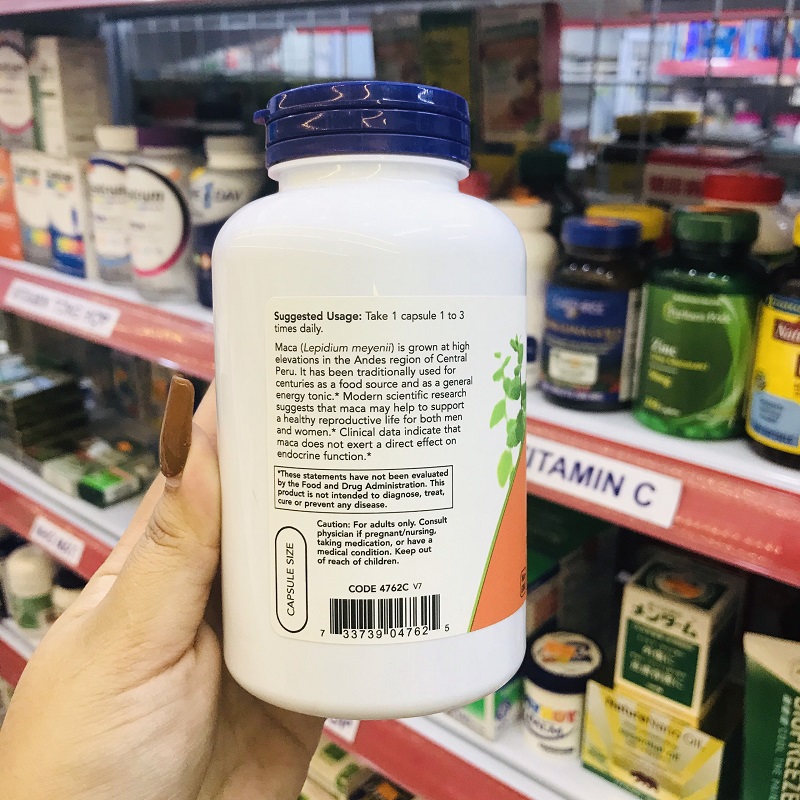 Suggested Usage: Take 1 capsule 1 to 3
times daily.
Maca (Lepidium meyenii) is grown at high
elevations in the Andes region of Central
Peru. It has been traditionally used for
centuries as a food source and as a general
energy tonic.* Modern scientific research
suggests that maca may help to support
a healthy reproductive life for both men
and women.* Clinical data indicate that
maca does not exert a direct effect on
endocrine function.*
*These statements have not been evaluated
by the Food and Drug Administration. This
product is not intended to diagnose, treat,
cure or prevent any disease.
CAPSULE SIZE
Caution: For adults only. Consult
physician if pregnant/nursing,
taking medication, or have a
medical condition. Keep out
of reach of children.
CODE 4762C V7
7 33739 04762 5
VITAMIN C
Zinc
DAY